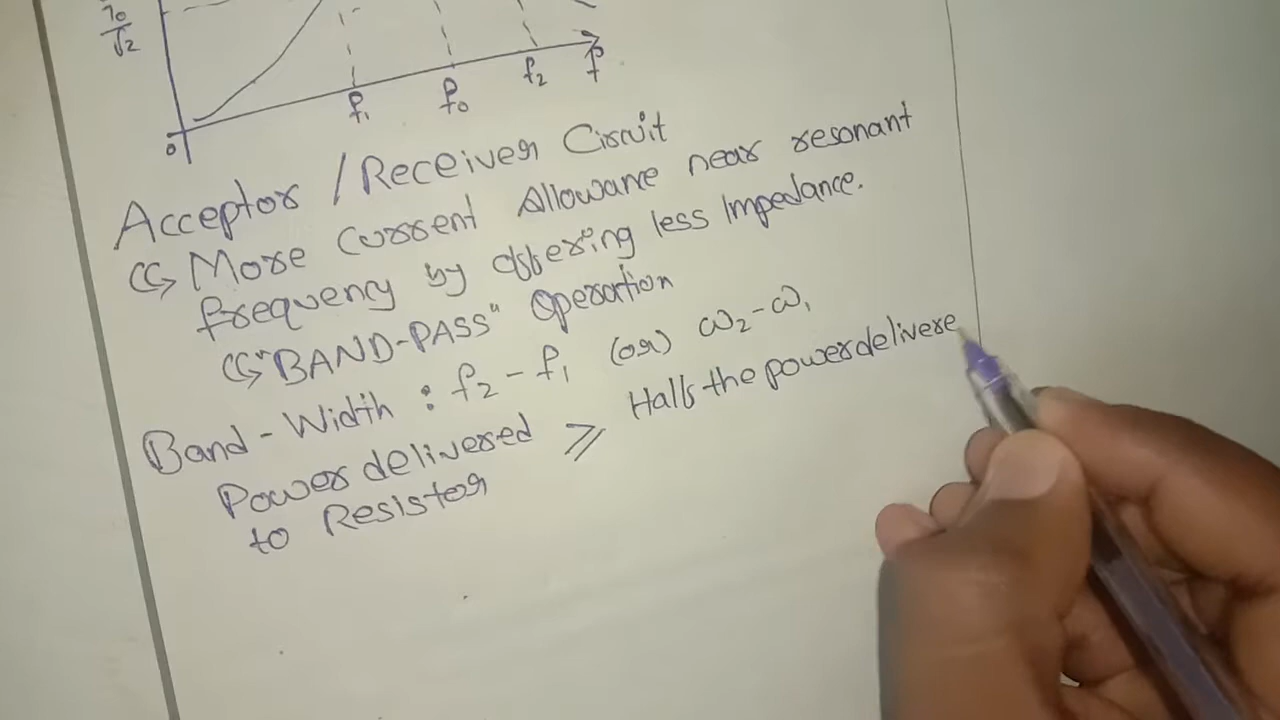 I0/√2
0 f1 f0 f2 f
Acceptor / Receiver Circuit
More Current Allowance near resonant
frequency by offering less Impedance.
"BAND-PASS" Operation
Band-Width : f2 - f1 (or) ω2 - ω1
Power delivered ≥ Half the power delivere
to Resistor